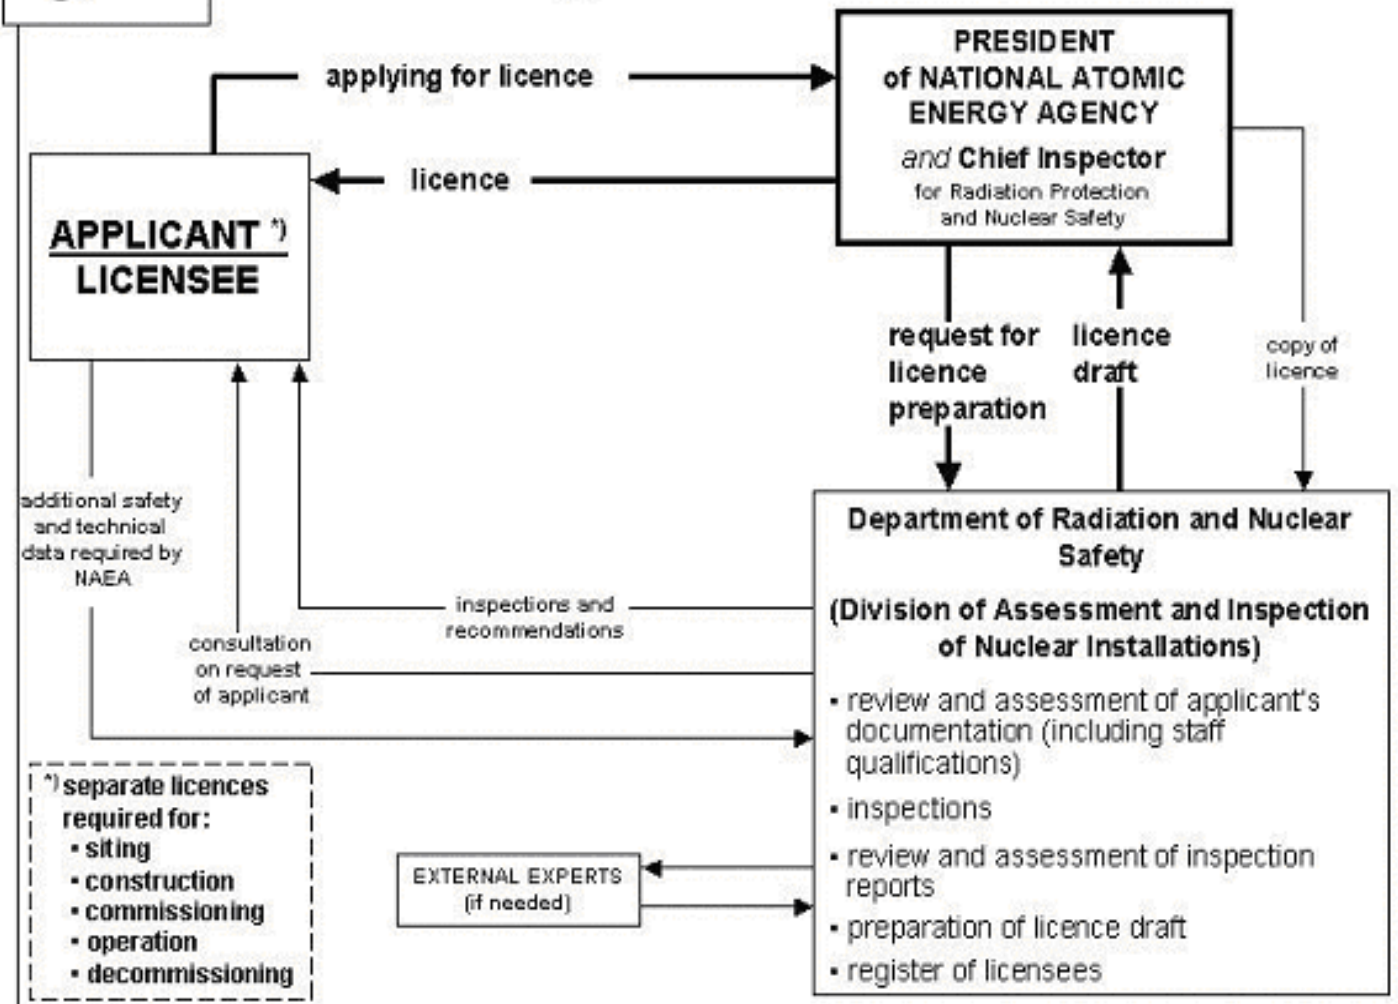 PRESIDENT
of NATIONAL ATOMIC
ENERGY AGENCY
and Chief Inspector
for Radiation Protection
and Nuclear Safety
applying for licence
licence
APPLICANT *)
LICENSEE
request for
licence
preparation
licence
draft
copy of
licence
additional safety
and technical
data required by
NAEA
inspections and
recommendations
consultation
on request
of applicant
Department of Radiation and Nuclear
Safety
(Division of Assessment and Inspection
of Nuclear Installations)
▪ review and assessment of applicant's
documentation (including staff
qualifications)
▪ inspections
▪ review and assessment of inspection
reports
▪ preparation of licence draft
▪ register of licensees
EXTERNAL EXPERTS
(if needed)
*) separate licences
required for:
▪ siting
▪ construction
▪ commissioning
▪ operation
▪ decommissioning